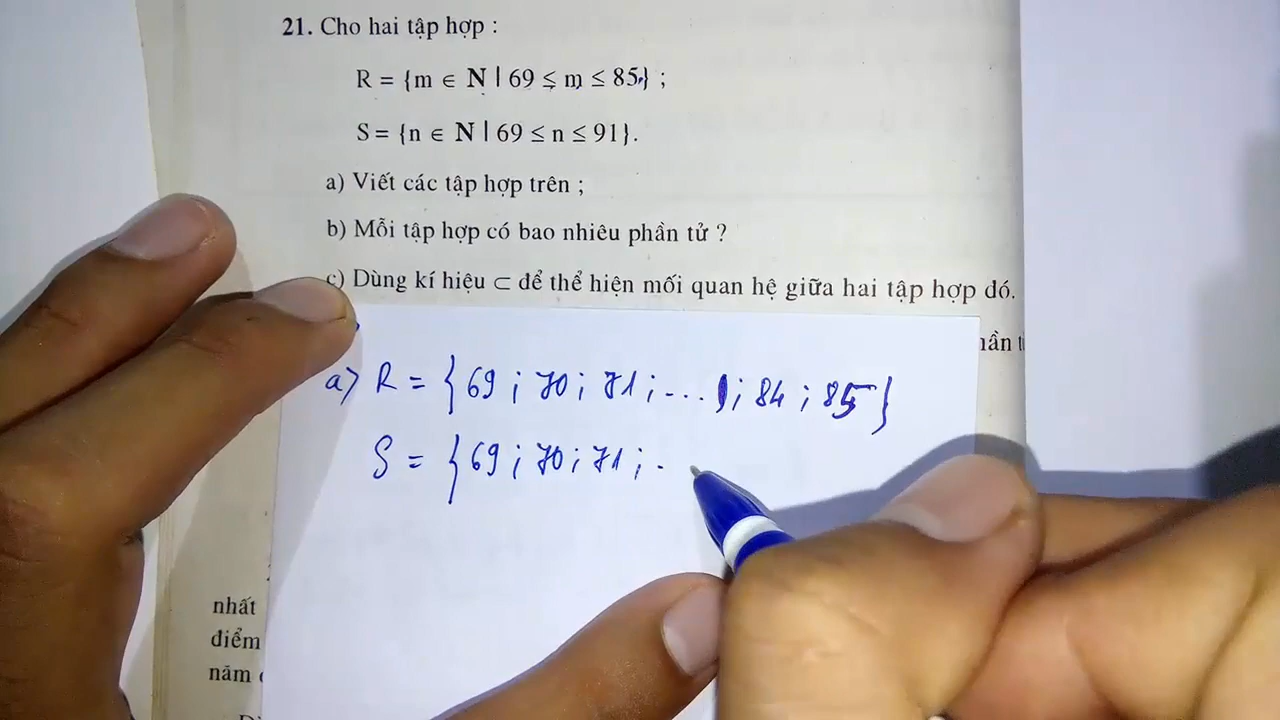 21. Cho hai tập hợp :
R = {m ∈ N | 69 ≤ m ≤ 85} ;
S = {n ∈ N | 69 ≤ n ≤ 91}.
a) Viết các tập hợp trên ;
b) Mỗi tập hợp có bao nhiêu phần tử ?
c) Dùng kí hiệu ⊂ để thể hiện mối quan hệ giữa hai tập hợp đó.
a) R = {69 ; 70 ; 71 ; ... ; 84 ; 85}
S = {69 ; 70 ; 71 ; .
nhất
điểm
năm